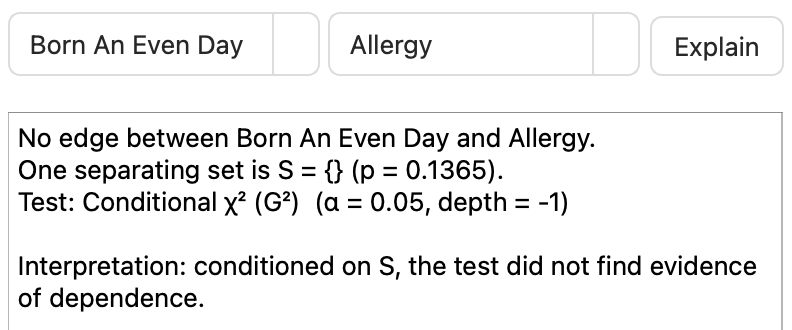 Born An Even Day
Allergy
Explain
No edge between Born An Even Day and Allergy.
One separating set is S = {} (p = 0.1365).
Test: Conditional χ² (G²)  (α = 0.05, depth = -1)
Interpretation: conditioned on S, the test did not find evidence
of dependence.